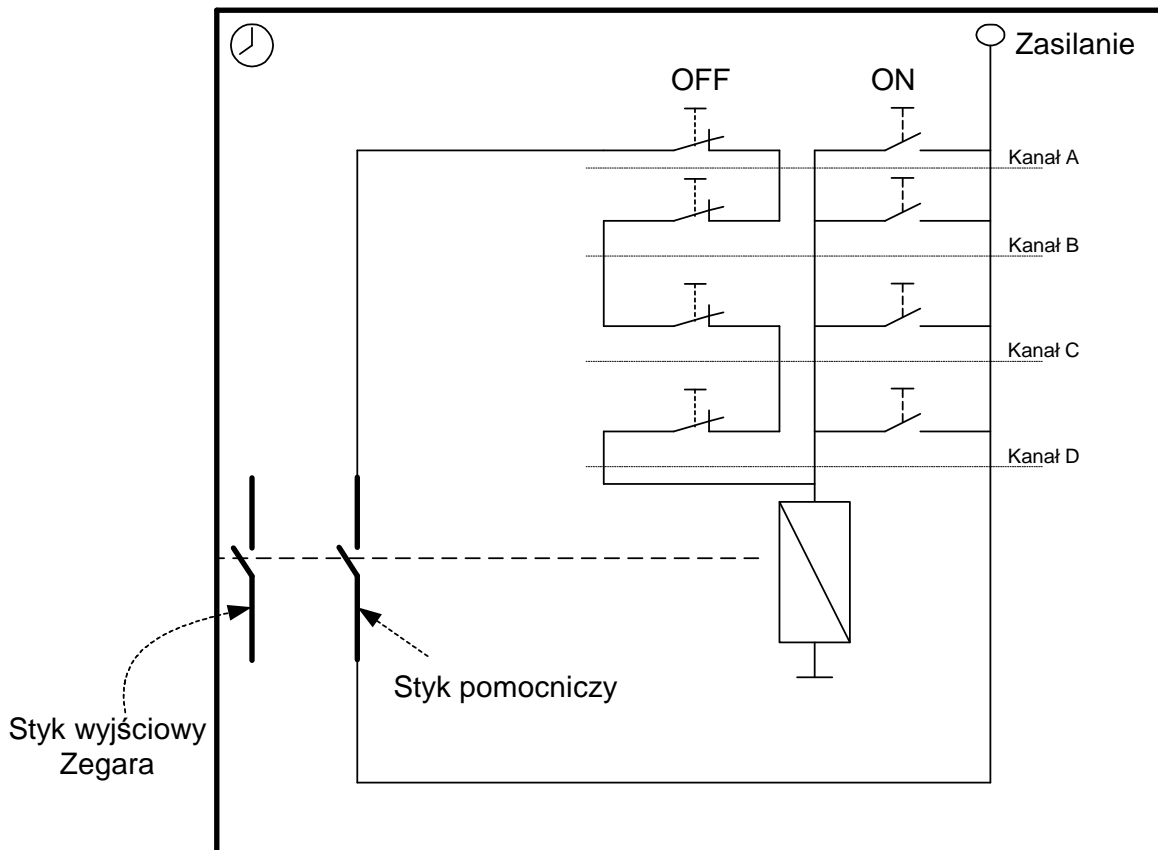 Zasilanie
OFF
ON
Kanał A
Kanał B
Kanał C
Kanał D
Styk pomocniczy
Styk wyjściowy
Zegara